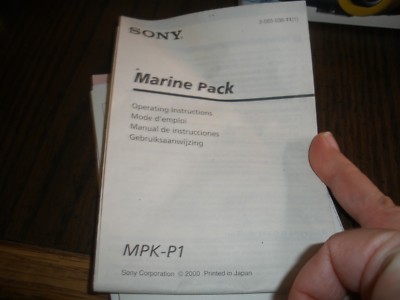 SONY
Marine Pack
Operating Instructions
Mode d'emploi
Manual de instrucciones
Gebruiksaanwijzing
MPK-P1
Sony Corporation © 2000 Printed in Japan